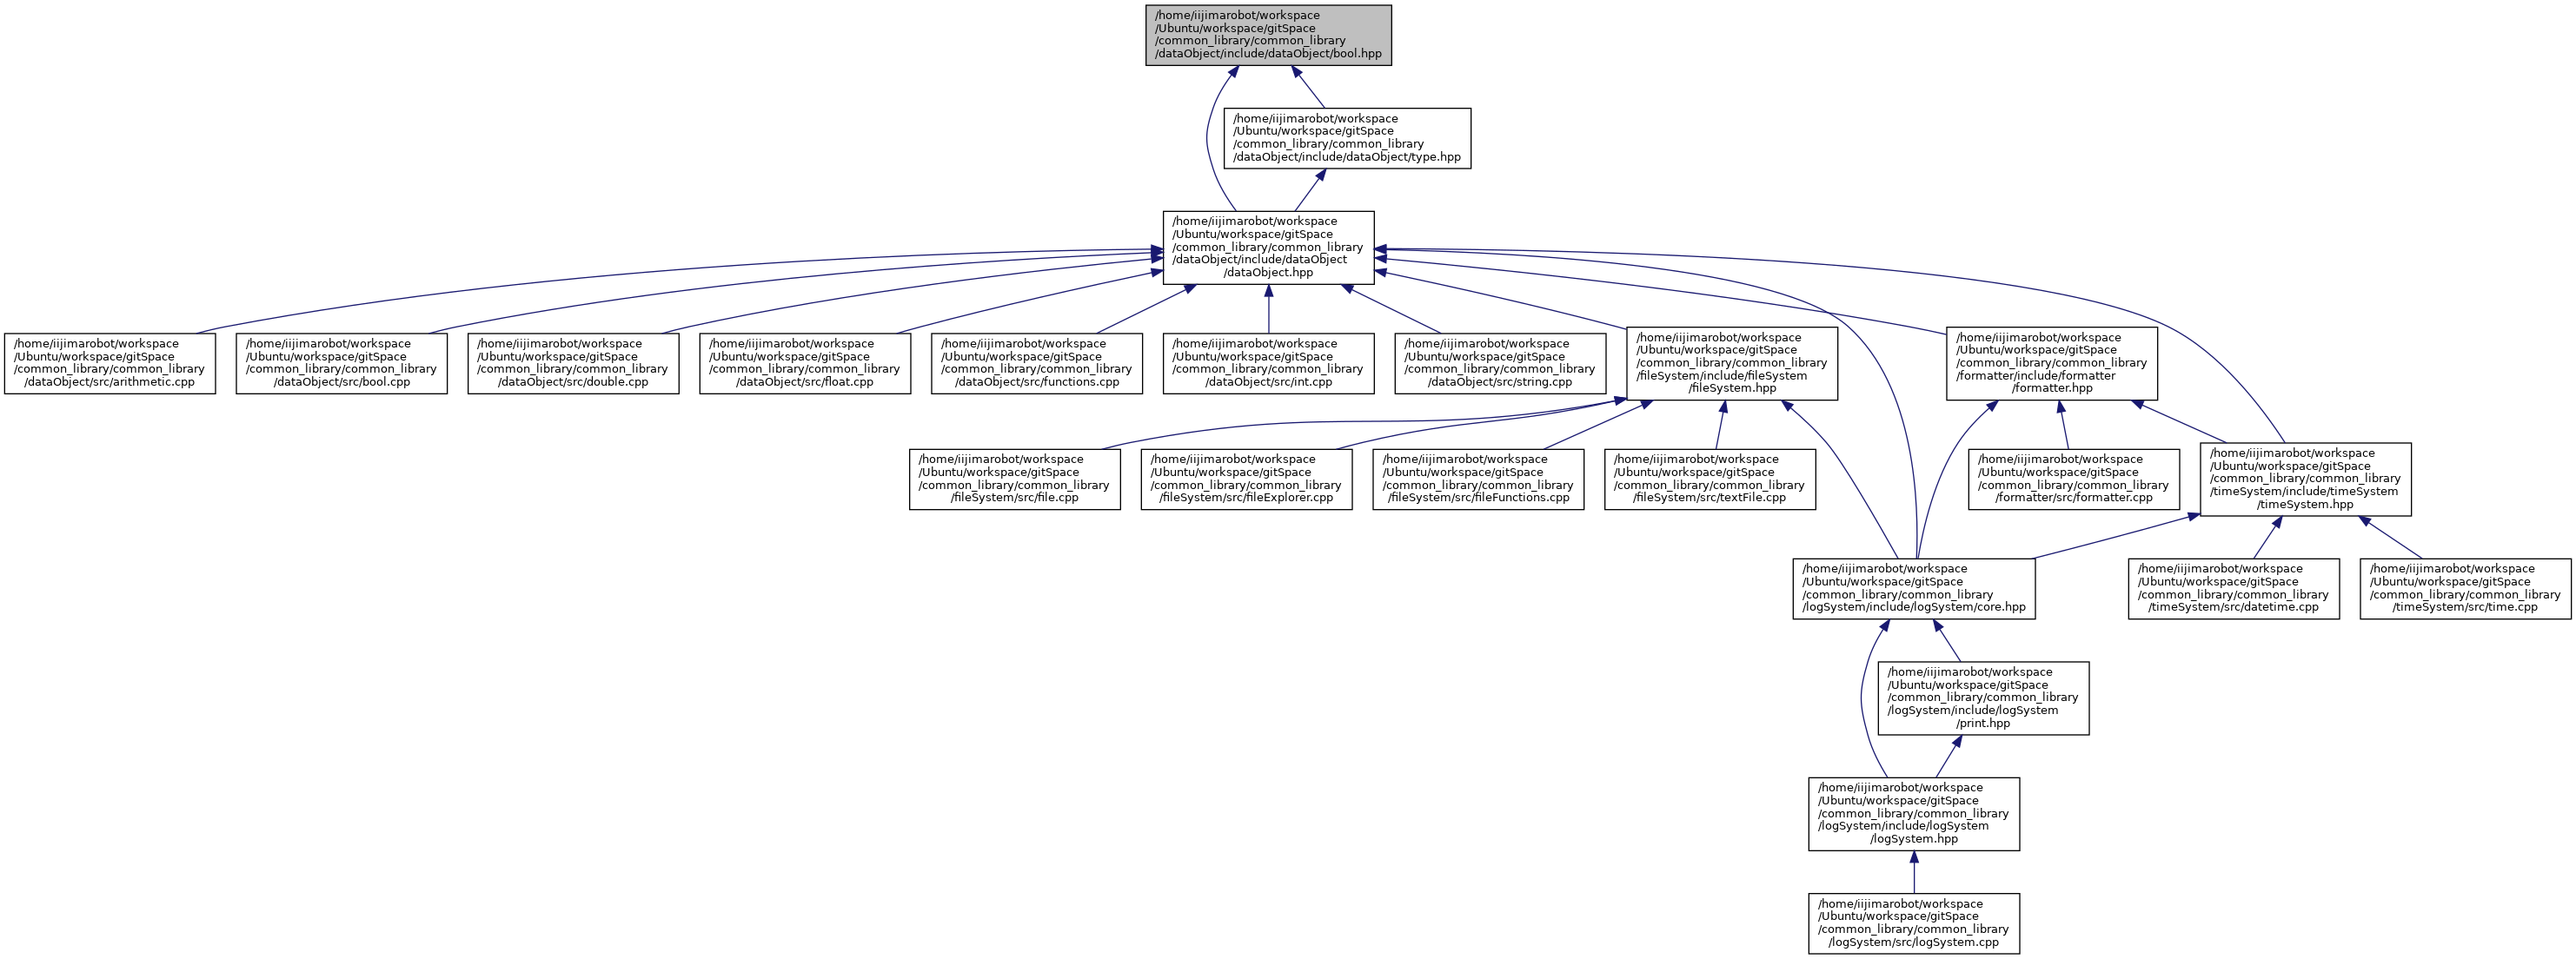 /home/iijimarobot/workspace
/Ubuntu/workspace/gitSpace
/common_library/common_library
/dataObject/include/dataObject/bool.hpp
/home/iijimarobot/workspace
/Ubuntu/workspace/gitSpace
/common_library/common_library
/dataObject/include/dataObject/type.hpp
/home/iijimarobot/workspace
/Ubuntu/workspace/gitSpace
/common_library/common_library
/dataObject/include/dataObject
/dataObject.hpp
/home/iijimarobot/workspace
/Ubuntu/workspace/gitSpace
/common_library/common_library
/dataObject/src/arithmetic.cpp
/home/iijimarobot/workspace
/Ubuntu/workspace/gitSpace
/common_library/common_library
/dataObject/src/bool.cpp
/home/iijimarobot/workspace
/Ubuntu/workspace/gitSpace
/common_library/common_library
/dataObject/src/double.cpp
/home/iijimarobot/workspace
/Ubuntu/workspace/gitSpace
/common_library/common_library
/dataObject/src/float.cpp
/home/iijimarobot/workspace
/Ubuntu/workspace/gitSpace
/common_library/common_library
/dataObject/src/functions.cpp
/home/iijimarobot/workspace
/Ubuntu/workspace/gitSpace
/common_library/common_library
/dataObject/src/int.cpp
/home/iijimarobot/workspace
/Ubuntu/workspace/gitSpace
/common_library/common_library
/dataObject/src/string.cpp
/home/iijimarobot/workspace
/Ubuntu/workspace/gitSpace
/common_library/common_library
/fileSystem/include/fileSystem
/fileSystem.hpp
/home/iijimarobot/workspace
/Ubuntu/workspace/gitSpace
/common_library/common_library
/formatter/include/formatter
/formatter.hpp
/home/iijimarobot/workspace
/Ubuntu/workspace/gitSpace
/common_library/common_library
/fileSystem/src/file.cpp
/home/iijimarobot/workspace
/Ubuntu/workspace/gitSpace
/common_library/common_library
/fileSystem/src/fileExplorer.cpp
/home/iijimarobot/workspace
/Ubuntu/workspace/gitSpace
/common_library/common_library
/fileSystem/src/fileFunctions.cpp
/home/iijimarobot/workspace
/Ubuntu/workspace/gitSpace
/common_library/common_library
/fileSystem/src/textFile.cpp
/home/iijimarobot/workspace
/Ubuntu/workspace/gitSpace
/common_library/common_library
/formatter/src/formatter.cpp
/home/iijimarobot/workspace
/Ubuntu/workspace/gitSpace
/common_library/common_library
/timeSystem/include/timeSystem
/timeSystem.hpp
/home/iijimarobot/workspace
/Ubuntu/workspace/gitSpace
/common_library/common_library
/logSystem/include/logSystem/core.hpp
/home/iijimarobot/workspace
/Ubuntu/workspace/gitSpace
/common_library/common_library
/timeSystem/src/datetime.cpp
/home/iijimarobot/workspace
/Ubuntu/workspace/gitSpace
/common_library/common_library
/timeSystem/src/time.cpp
/home/iijimarobot/workspace
/Ubuntu/workspace/gitSpace
/common_library/common_library
/logSystem/include/logSystem
/print.hpp
/home/iijimarobot/workspace
/Ubuntu/workspace/gitSpace
/common_library/common_library
/logSystem/include/logSystem
/logSystem.hpp
/home/iijimarobot/workspace
/Ubuntu/workspace/gitSpace
/common_library/common_library
/logSystem/src/logSystem.cpp